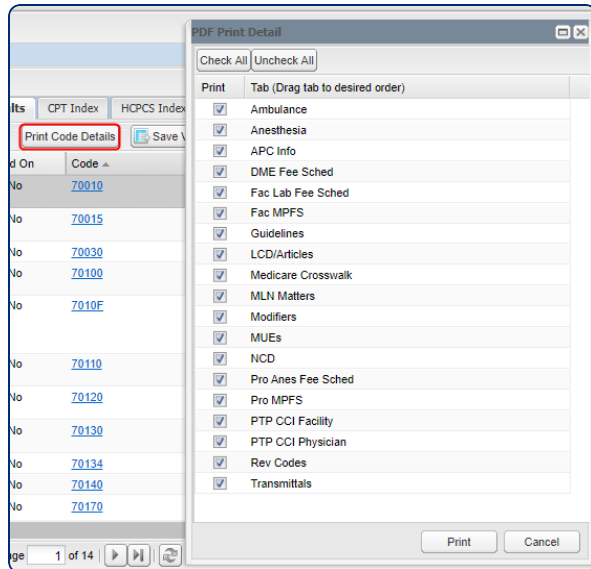 PDF Print Detail
Check All Uncheck All
Print Tab (Drag tab to desired order)
Ambulance
Anesthesia
APC Info
DME Fee Sched
Fac Lab Fee Sched
Fac MPFS
Guidelines
LCD/Articles
Medicare Crosswalk
MLN Matters
Modifiers
MUEs
NCD
Pro Anes Fee Sched
Pro MPFS
PTP CCI Facility
PTP CCI Physician
Rev Codes
Transmittals
Print Cancel
CPT Index HCPCS Index
Print Code Details Save
On Code
No 70010
No 70015
No 70030
No 70100
No 7010F
No 70110
No 70120
No 70130
No 70134
No 70140
No 70170
1 of 14